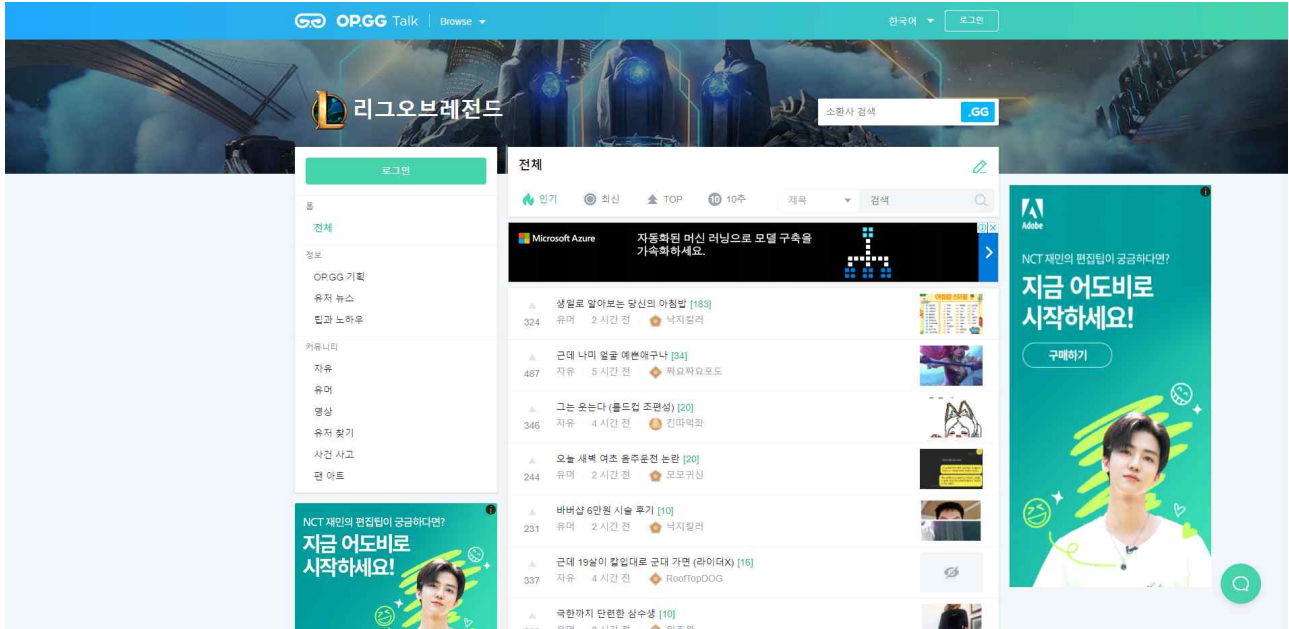 OP.GG Talk
Browse
한국어
로그인
리그오브레전드
소환사 검색
.GG
로그인
홈
전체
정보
OP.GG 기획
유저 뉴스
팁과 노하우
커뮤니티
자유
유머
영상
유저 찾기
사건 사고
팬 아트
NCT 재민의 편집팁이 궁금하다면?
지금 어도비로
시작하세요!
전체
인기
최신
TOP
10 10추
제목
검색
Microsoft Azure
자동화된 머신 러닝으로 모델 구축을
가속화하세요.
생일로 알아보는 당신의 아침밥 [183]
324 유머 2 시간 전 낙지킬러
근데 나미 얼굴 예쁜애구나 [34]
487 자유 5 시간 전 짜요짜요포도
그는 웃는다 (롤드컵 조편성) [20]
346 자유 4 시간 전 킨따먹좌
오늘 새벽 여초 음주운전 논란 [20]
244 유머 2 시간 전 모모귀신
바버샵 6만원 시술 후기 [10]
231 유머 2 시간 전 낙지킬러
근데 19살이 칼입대로 군대 가면 (라이더X) [16]
337 자유 4 시간 전 RoofTopDOG
극한까지 단련한 삼수생 [10]
Adobe
NCT 재민의 편집팁이 궁금하다면?
지금 어도비로
시작하세요!
구매하기